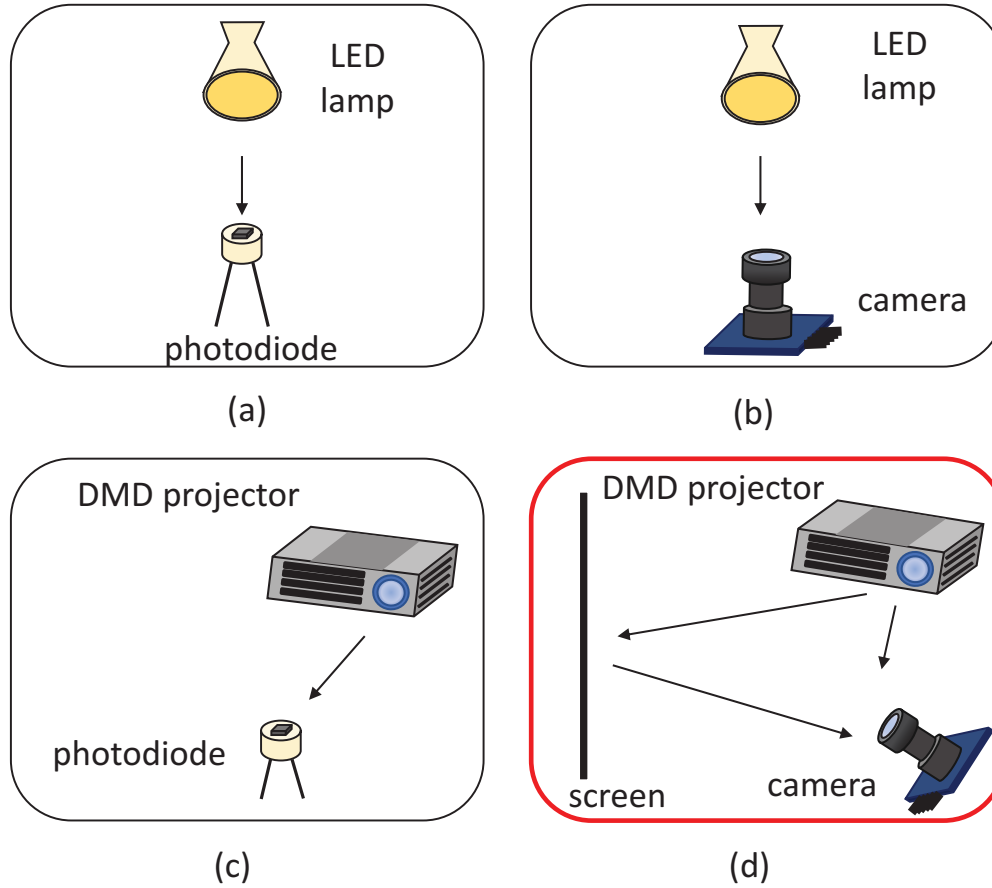 LED
lamp
photodiode
(a)
LED
lamp
camera
(b)
DMD projector
photodiode
(c)
DMD projector
screen
camera
(d)